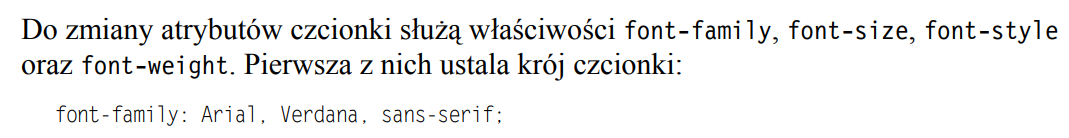 Do zmiany atrybutów czcionki służą właściwości font-family, font-size, font-style
oraz font-weight. Pierwsza z nich ustala krój czcionki:
font-family: Arial, Verdana, sans-serif;